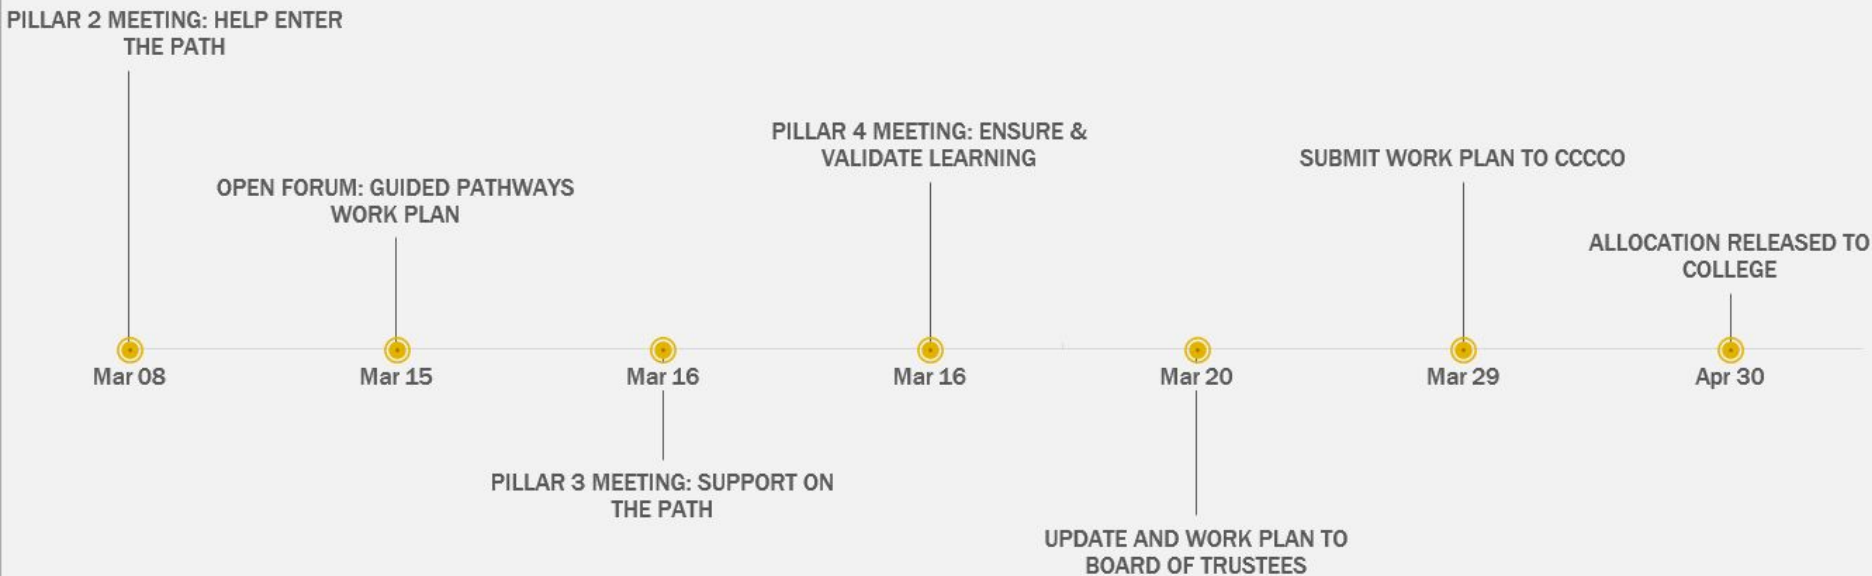 PILLAR 2 MEETING: HELP ENTER
THE PATH
OPEN FORUM: GUIDED PATHWAYS
WORK PLAN
PILLAR 4 MEETING: ENSURE &
VALIDATE LEARNING
SUBMIT WORK PLAN TO CCCCO
ALLOCATION RELEASED TO
COLLEGE
Mar 08
Mar 15
Mar 16
Mar 16
Mar 20
Mar 29
Apr 30
PILLAR 3 MEETING: SUPPORT ON
THE PATH
UPDATE AND WORK PLAN TO
BOARD OF TRUSTEES